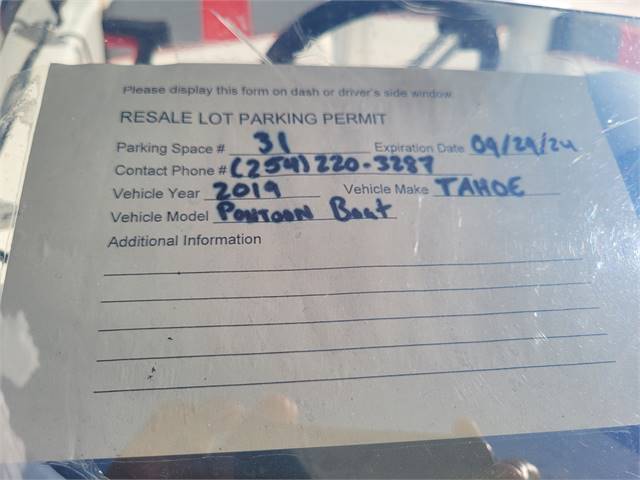 Please display this form on dash or driver's side window.
RESALE LOT PARKING PERMIT
Parking Space # 31 Expiration Date 09/29/24
Contact Phone # (254) 220-3287
Vehicle Year 2019 Vehicle Make TAHOE
Vehicle Model PONTOON Boat
Additional Information